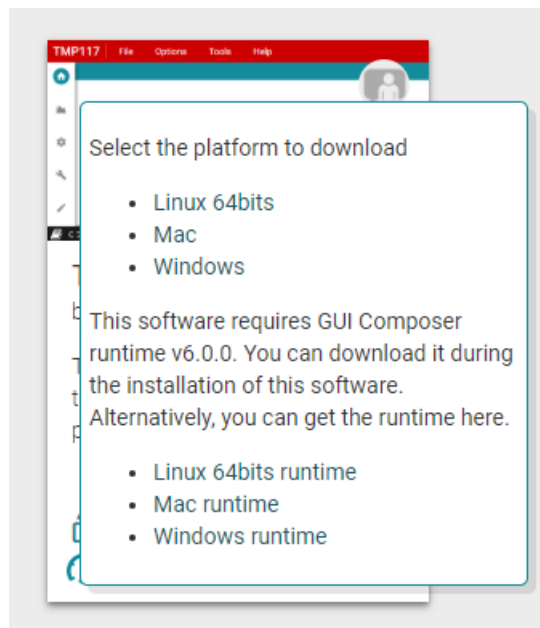 TMP117 File Options Tools Help
Select the platform to download
• Linux 64bits
• Mac
• Windows
This software requires GUI Composer
runtime v6.0.0. You can download it during
the installation of this software.
Alternatively, you can get the runtime here.
• Linux 64bits runtime
• Mac runtime
• Windows runtime